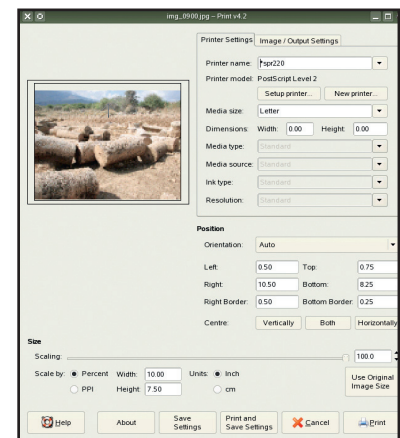 img_0900.jpg – Print v4.2
Printer Settings Image / Output Settings
Printer name: *spr220
Printer model: PostScript Level 2
Setup printer... New printer...
Media size: Letter
Dimensions: Width: 0.00 Height: 0.00
Media type: Standard
Media source: Standard
Ink type: Standard
Resolution: Standard
Position
Orientation: Auto
Left: 0.50 Top: 0.75
Right: 10.50 Bottom: 8.25
Right Border: 0.50 Bottom Border: 0.25
Centre: Vertically Both Horizontally
Size
Scaling: 100.0
Scale by: Percent Width: 10.00 Units: Inch
PPI Height: 7.50 cm
Use Original
Image Size
Help About Save
Settings Print and
Save Settings Cancel Print